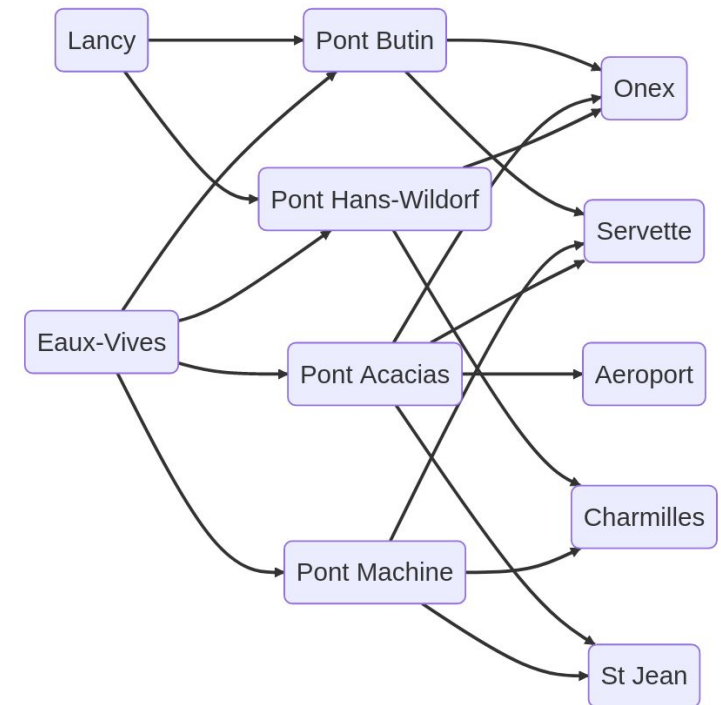 Lancy
Pont Butin
Onex
Pont Hans-Wildorf
Servette
Eaux-Vives
Pont Acacias
Aeroport
Charmilles
Pont Machine
St Jean